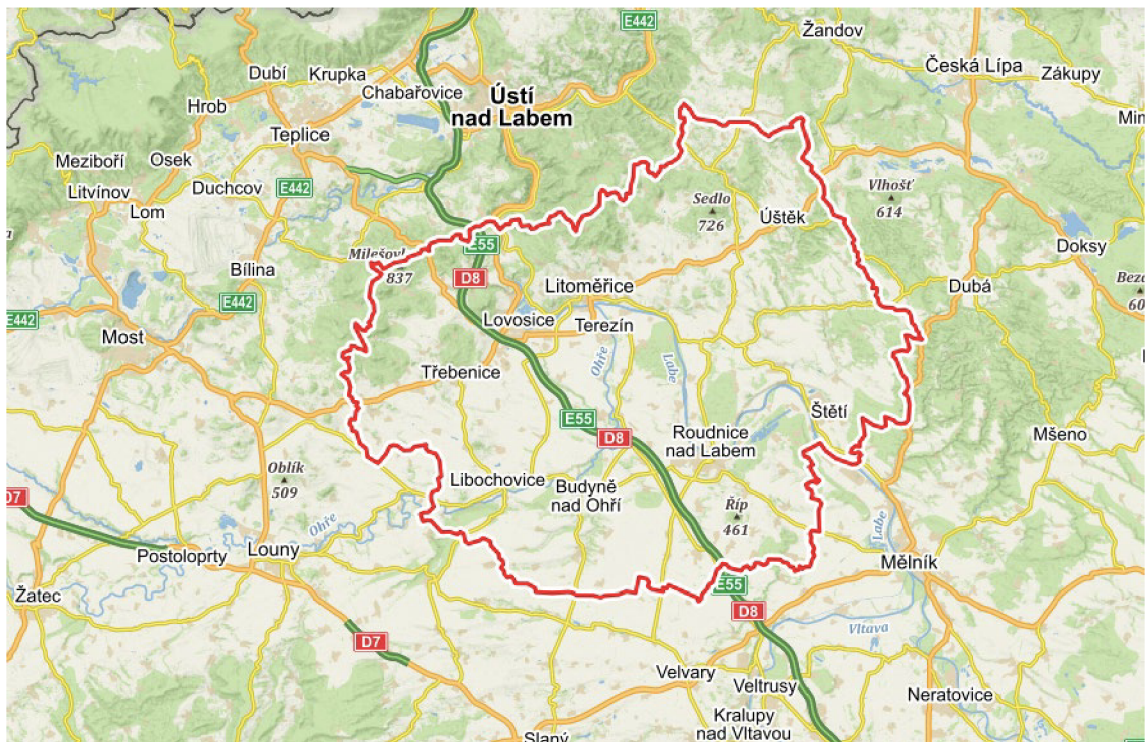 E442
Žandov
Česká Lípa
Zákupy
Dubí
Krupka
Chabařovice
Ústí
nad Labem
Hrob
Teplice
Meziboří
Osek
Litvínov
Duchcov
E442
Lom
Vlhošť
614
Sedlo
726
Úštěk
Doksy
Milešovk
837
E55
D8
Bílina
E442
Litoměřice
Dubá
E442
Most
Lovosice
Terezín
Ohře
Labe
Třebenice
Štětí
E55
D8
Roudnice
nad Labem
Mšeno
Oblík
509
Libochovice
Budyně
nad Ohří
Říp
461
D7
Ohře
Labe
Postoloprty
Louny
Mělník
Žatec
E55
D8
D7
Vltava
Velvary
Veltrusy
Neratovice
Kralupy
nad Vltavou
Slaný